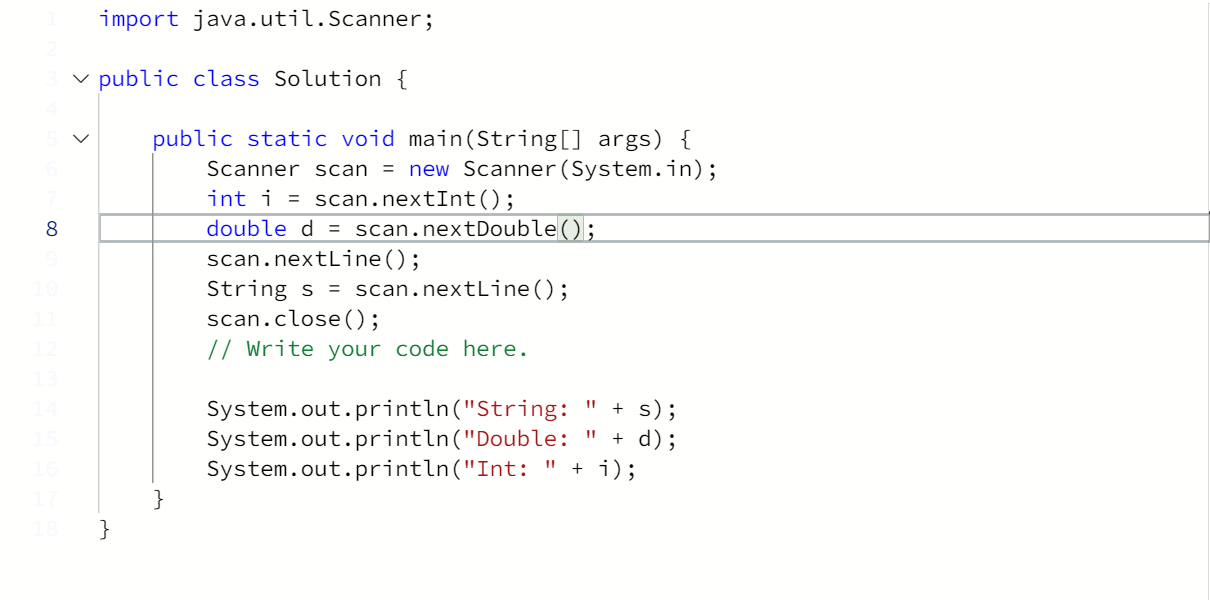 1 import java.util.Scanner;
2
3 public class Solution {
4
5 public static void main(String[] args) {
6 Scanner scan = new Scanner(System.in);
7 int i = scan.nextInt();
8 double d = scan.nextDouble();
9 scan.nextLine();
10 String s = scan.nextLine();
11 scan.close();
12 // Write your code here.
13
14 System.out.println("String: " + s);
15 System.out.println("Double: " + d);
16 System.out.println("Int: " + i);
17 }
18 }